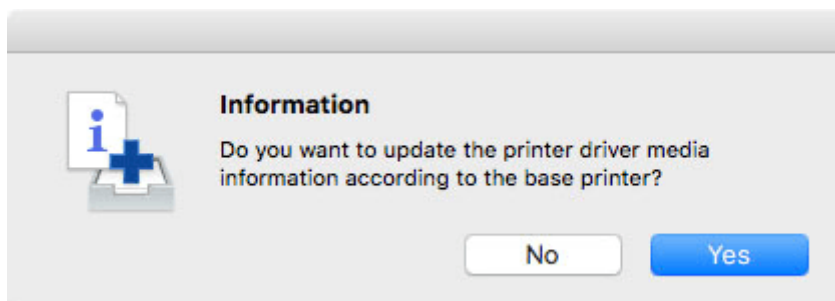 Information
Do you want to update the printer driver media
information according to the base printer?
No Yes